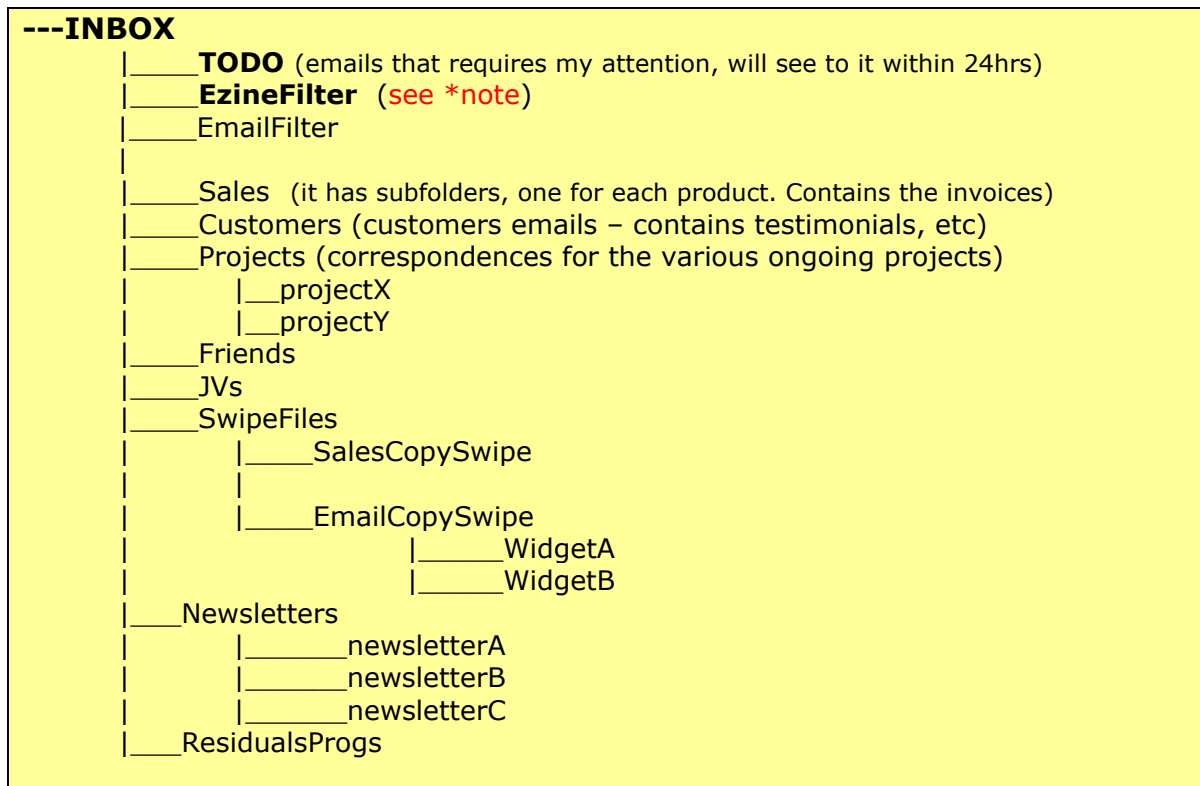 ---INBOX
|_____TODO (emails that requires my attention, will see to it within 24hrs)
|_____EzineFilter (see *note)
|_____EmailFilter
|
|_____Sales (it has subfolders, one for each product. Contains the invoices)
|_____Customers (customers emails – contains testimonials, etc)
|_____Projects (correspondences for the various ongoing projects)
| |__projectX
| |__projectY
|_____Friends
|_____JVs
|_____SwipeFiles
| |_____SalesCopySwipe
| |
| |_____EmailCopySwipe
| |______WidgetA
| |______WidgetB
|___Newsletters
| |_______newsletterA
| |_______newsletterB
| |_______newsletterC
|___ResidualsProgs